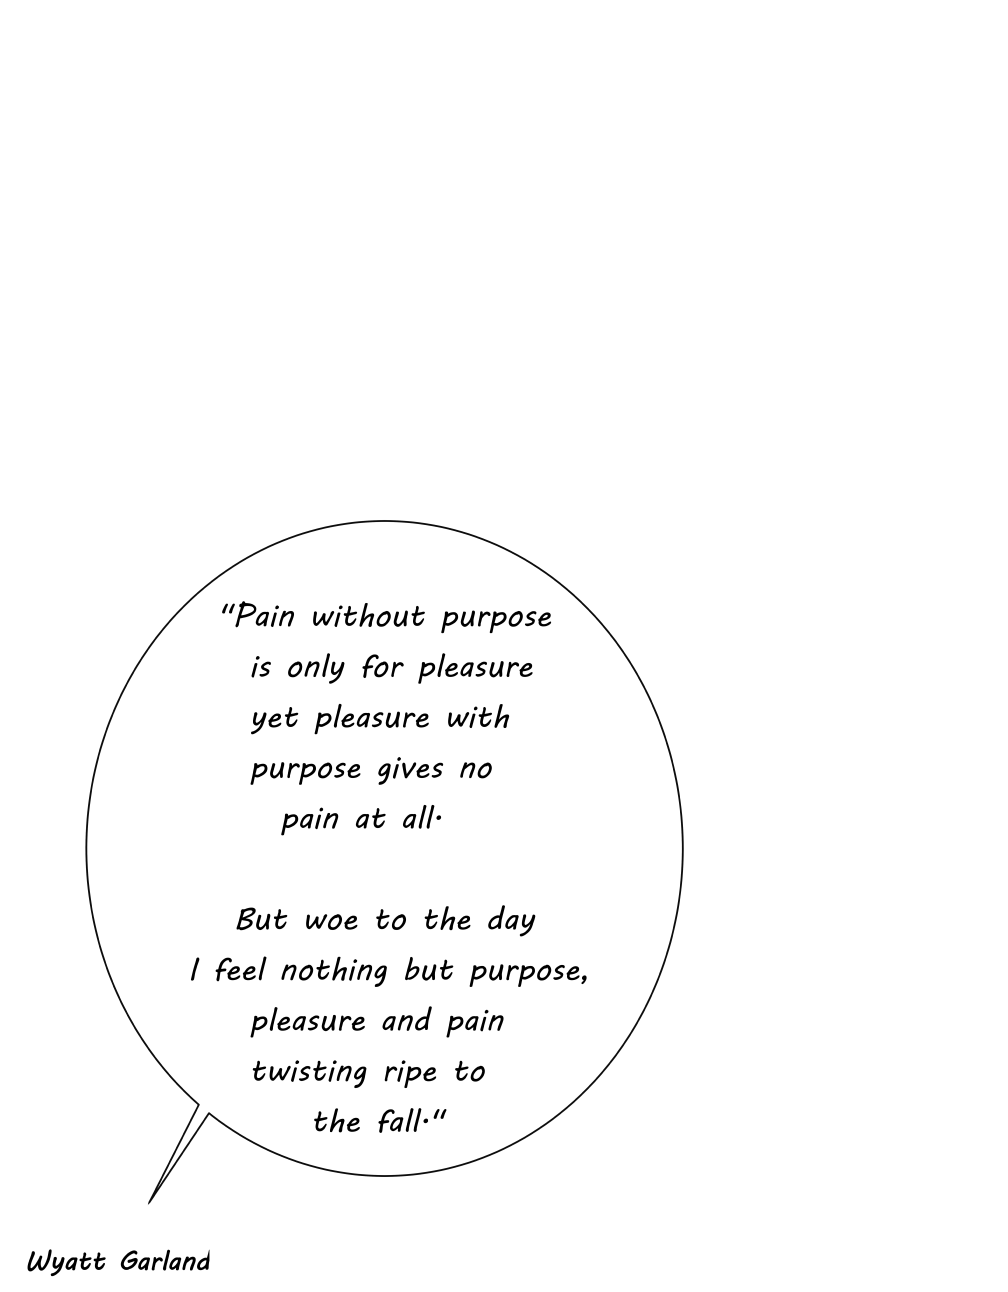 "Pain without purpose
is only for pleasure
yet pleasure with
purpose gives no
pain at all.
But woe to the day
I feel nothing but purpose,
pleasure and pain
twisting ripe to
the fall."
Wyatt Garland